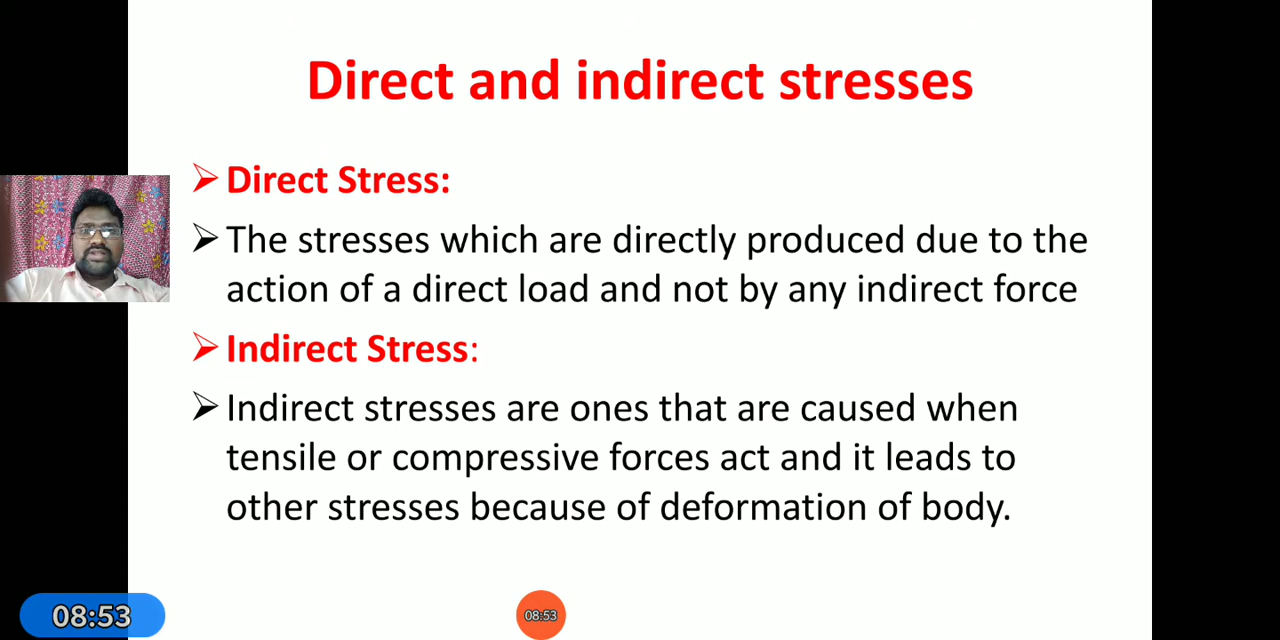 Direct and indirect stresses
Direct Stress:
The stresses which are directly produced due to the
action of a direct load and not by any indirect force
Indirect Stress:
Indirect stresses are ones that are caused when
tensile or compressive forces act and it leads to
other stresses because of deformation of body.
08:53
08:53